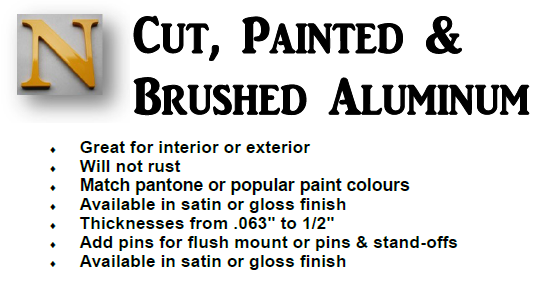 N
CUT, PAINTED &
BRUSHED ALUMINUM
♦ Great for interior or exterior
♦ Will not rust
♦ Match pantone or popular paint colours
♦ Available in satin or gloss finish
♦ Thicknesses from .063" to 1/2"
♦ Add pins for flush mount or pins & stand-offs
♦ Available in satin or gloss finish